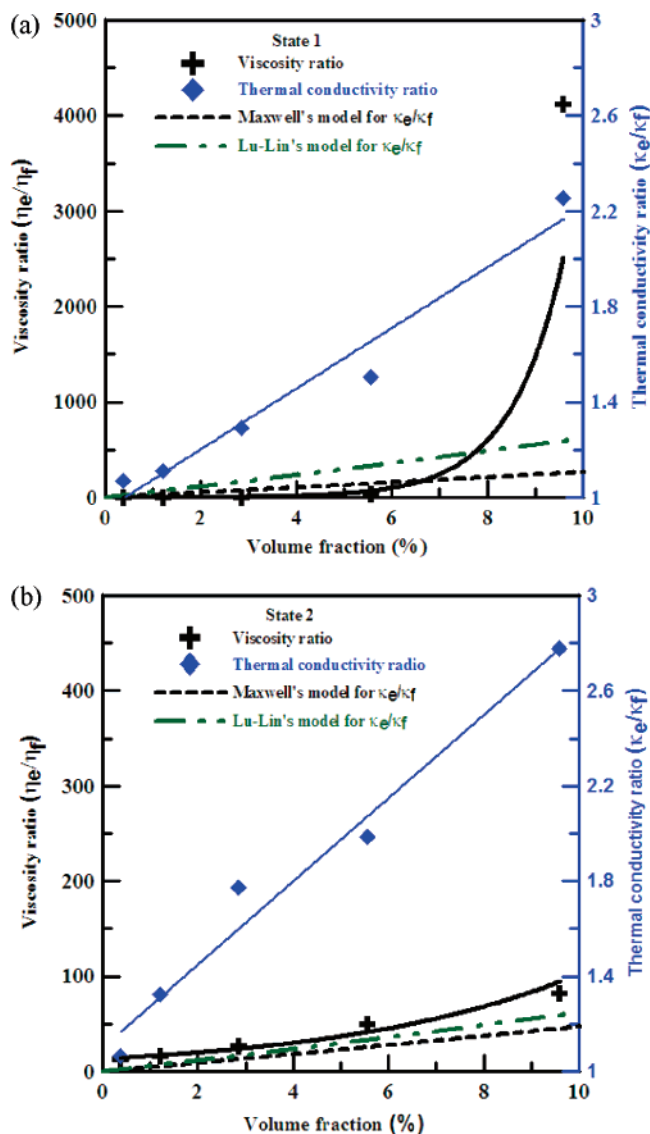 (a)
State 1
Viscosity ratio
Thermal conductivity ratio
Maxwell's model for κe/κf
Lu-Lin's model for κe/κf
5000
4000
3000
2000
1000
0
Viscosity ratio (ηe/ηf)
3
2.6
2.2
1.8
1.4
1
Thermal conductivity ratio (κe/κf)
0 2 4 6 8 10
Volume fraction (%)
(b)
State 2
Viscosity ratio
Thermal conductivity radio
Maxwell's model for κe/κf
Lu-Lin's model for κe/κf
500
400
300
200
100
0
Viscosity ratio (ηe/ηf)
3
2.6
2.2
1.8
1.4
1
Thermal conductivity ratio (κe/κf)
0 2 4 6 8 10
Volume fraction (%)